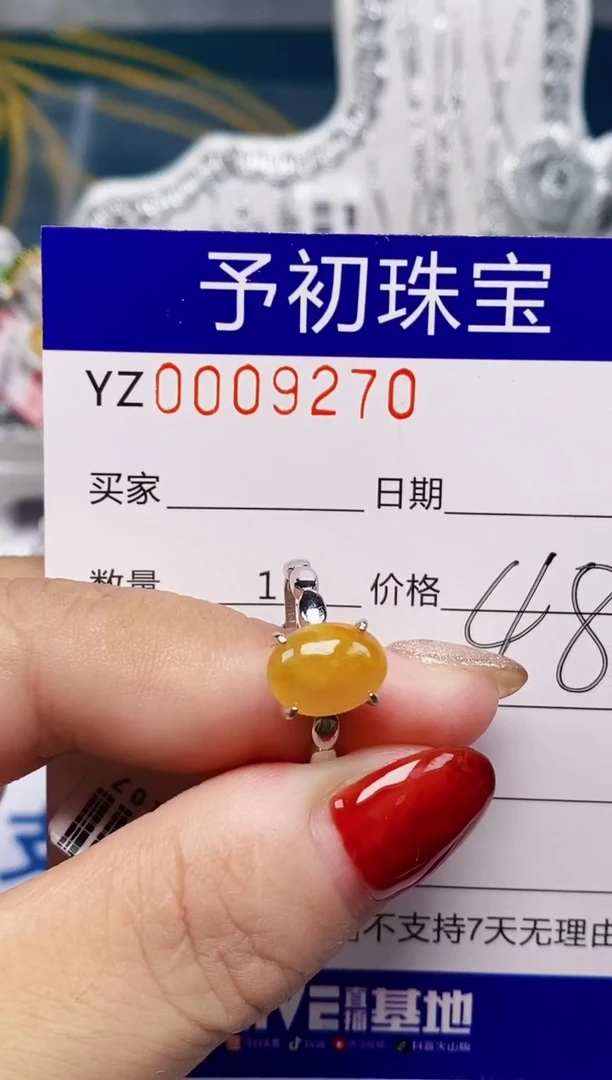 予初珠宝
YZ0009270
买家 日期
数量 1 价格 48
不支持7天无理由
直播基地